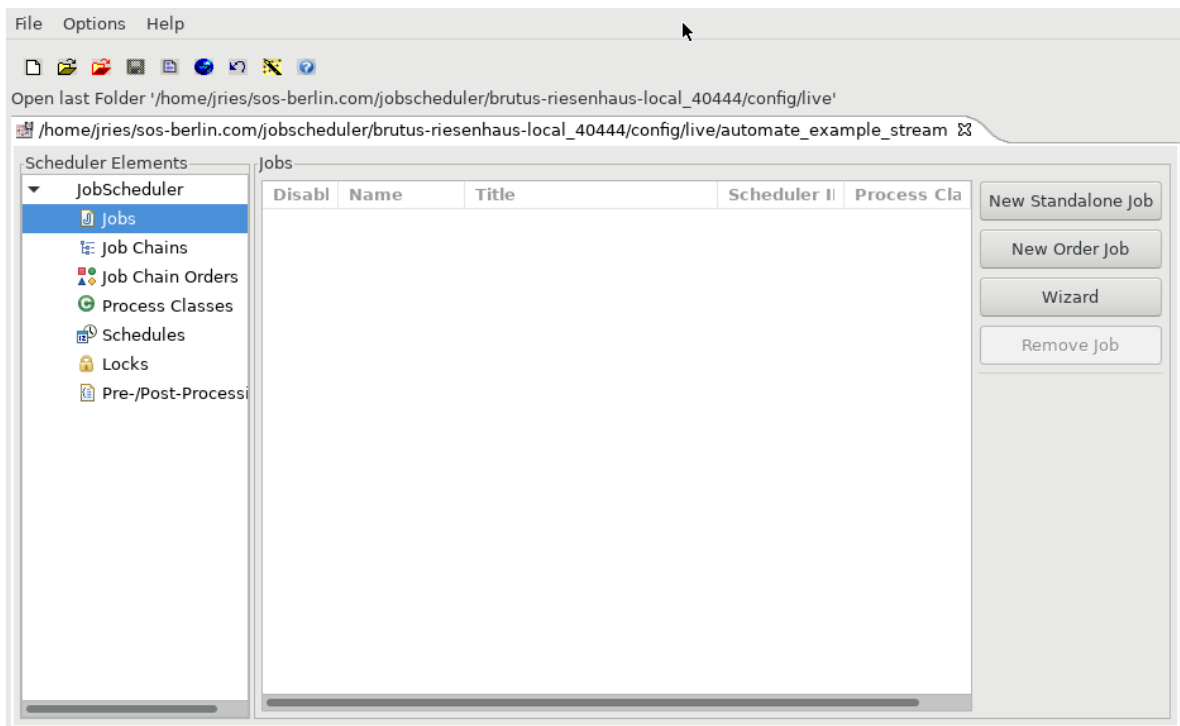 File Options Help
Open last Folder '/home/jries/sos-berlin.com/jobscheduler/brutus-riesenhaus-local_40444/config/live'
/home/jries/sos-berlin.com/jobscheduler/brutus-riesenhaus-local_40444/config/live/automate_example_stream
Scheduler Elements
JobScheduler
Jobs
Job Chains
Job Chain Orders
Process Classes
Schedules
Locks
Pre-/Post-Processi
Jobs
Disabl Name Title Scheduler I Process Cla
New Standalone Job
New Order Job
Wizard
Remove Job